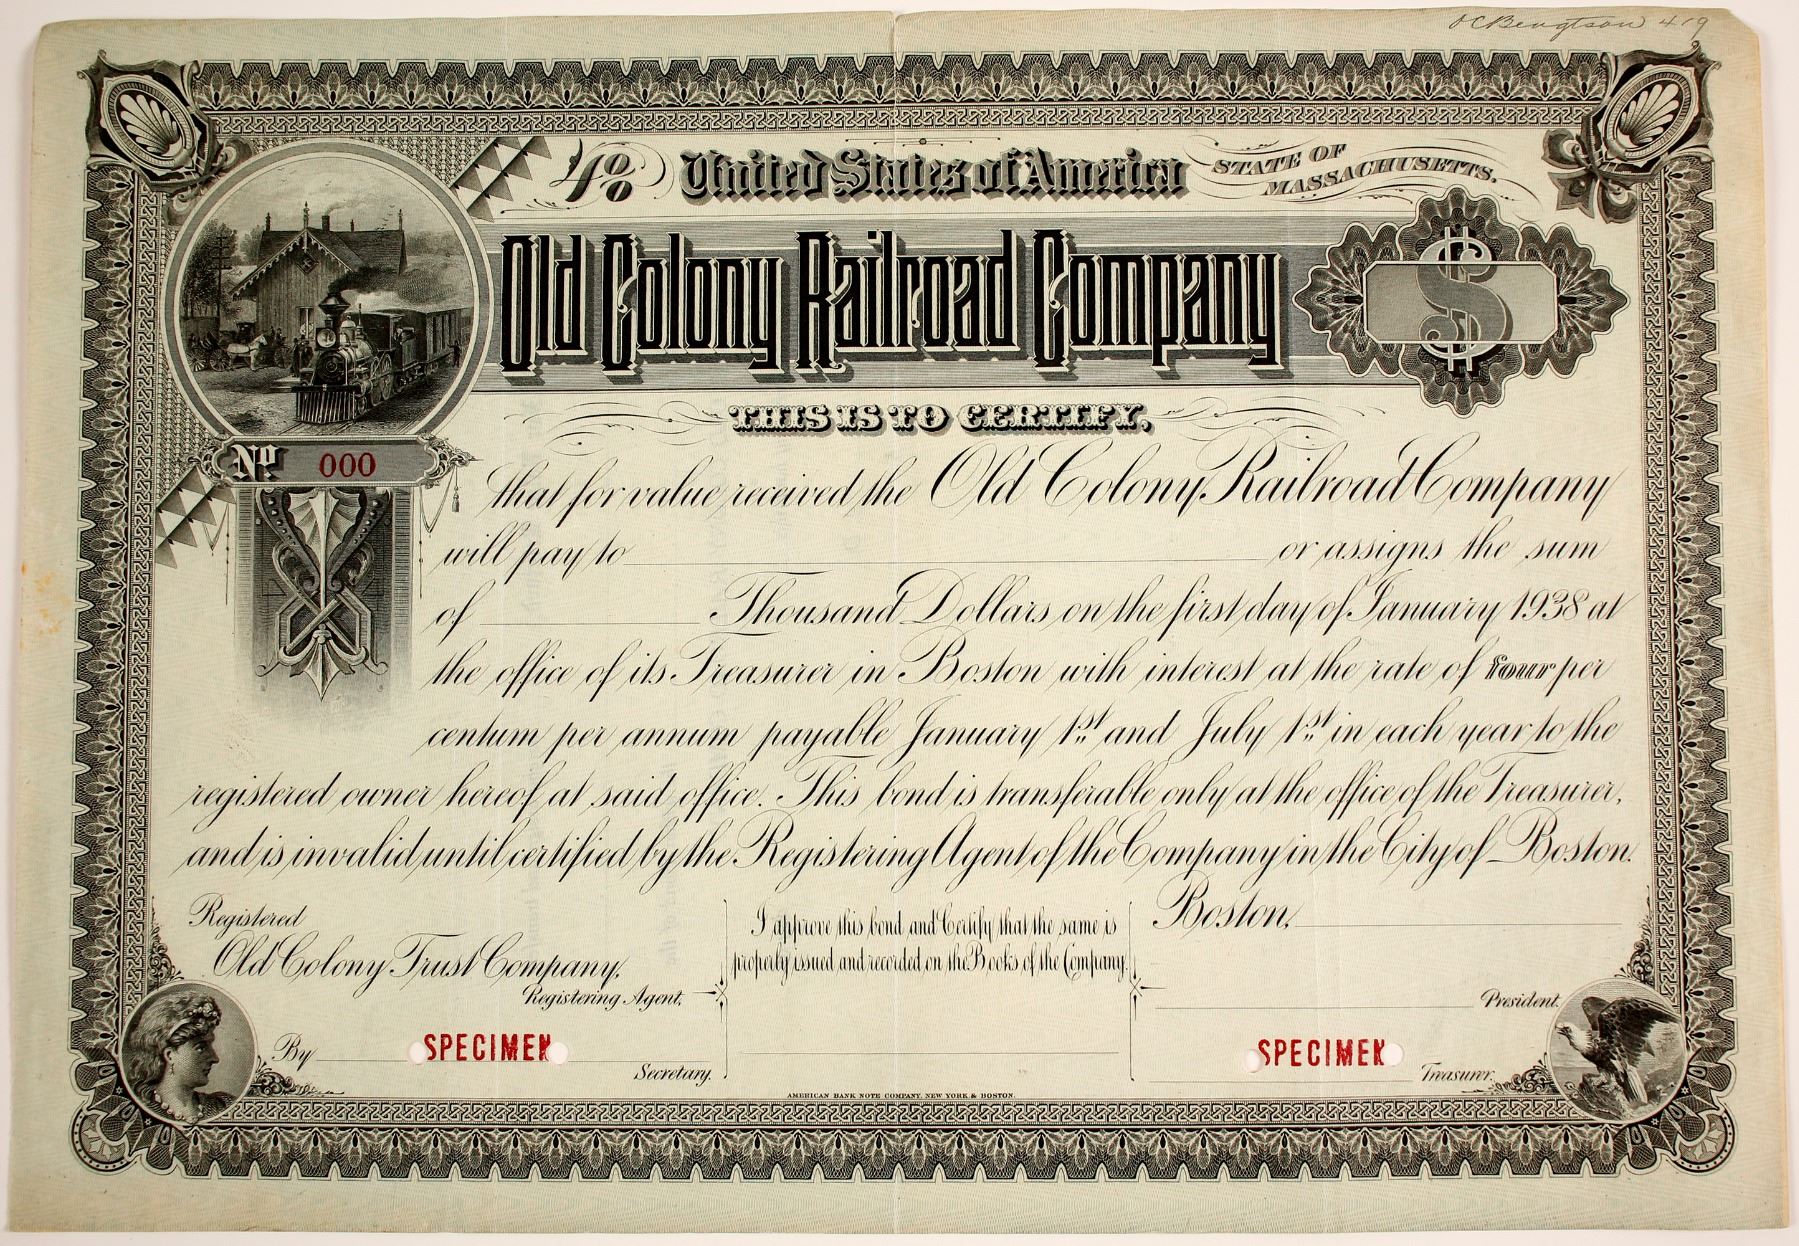 OCBengtson 419
4%
United States of America
STATE OF
MASSACHUSETTS.
Old Colony Railroad Company
$
THIS IS TO CERTIFY,
No 000
that for value received the Old Colony Railroad Company
will pay to or assigns the sum
of Thousand Dollars on the first day of January 1938 at
the office of its Treasurer in Boston with interest at the rate of four per
centum per annum payable January 1st and July 1st in each year to the
registered owner hereof at said office. This bond is transferable only at the office of the Treasurer,
and is invalid until certified by the Registering Agent of the Company in the City of Boston.
Registered
Old Colony Trust Company,
Registering Agent,
By SPECIMEN
Secretary.
I approve this bond and Certify that the same is
properly issued and recorded on the Books of the Company.
Boston,
President.
SPECIMEN
Treasurer.
AMERICAN BANK NOTE COMPANY, NEW YORK & BOSTON.